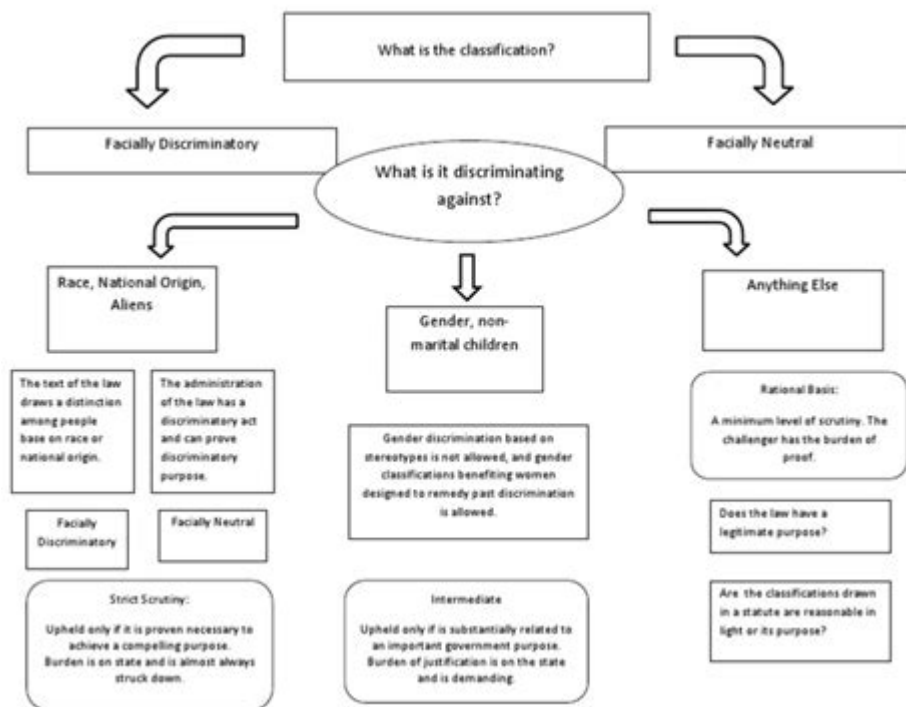 What is the classification?
Facially Discriminatory
Facially Neutral
What is it discriminating
against?
Race, National Origin,
Aliens
Gender, non-
marital children
Anything Else
The text of the law
draws a distinction
among people
base on race or
national origin.
The administration
of the law has a
discriminatory act
and can prove
discriminatory
purpose.
Facially
Discriminatory
Facially Neutral
Strict Scrutiny:
Upheld only if it is proven necessary to
achieve a compelling purpose.
Burden is on state and is almost always
struck down.
Gender discrimination based on
stereotypes is not allowed, and gender
classifications benefiting women
designed to remedy past discrimination
is allowed.
Intermediate
Upheld only if is substantially related to
an important government purpose.
Burden of justification is on the state
and is demanding.
Rational Basis:
A minimum level of scrutiny. The
challenger has the burden of
proof.
Does the law have a
legitimate purpose?
Are the classifications drawn
in a statute are reasonable in
light or its purpose?